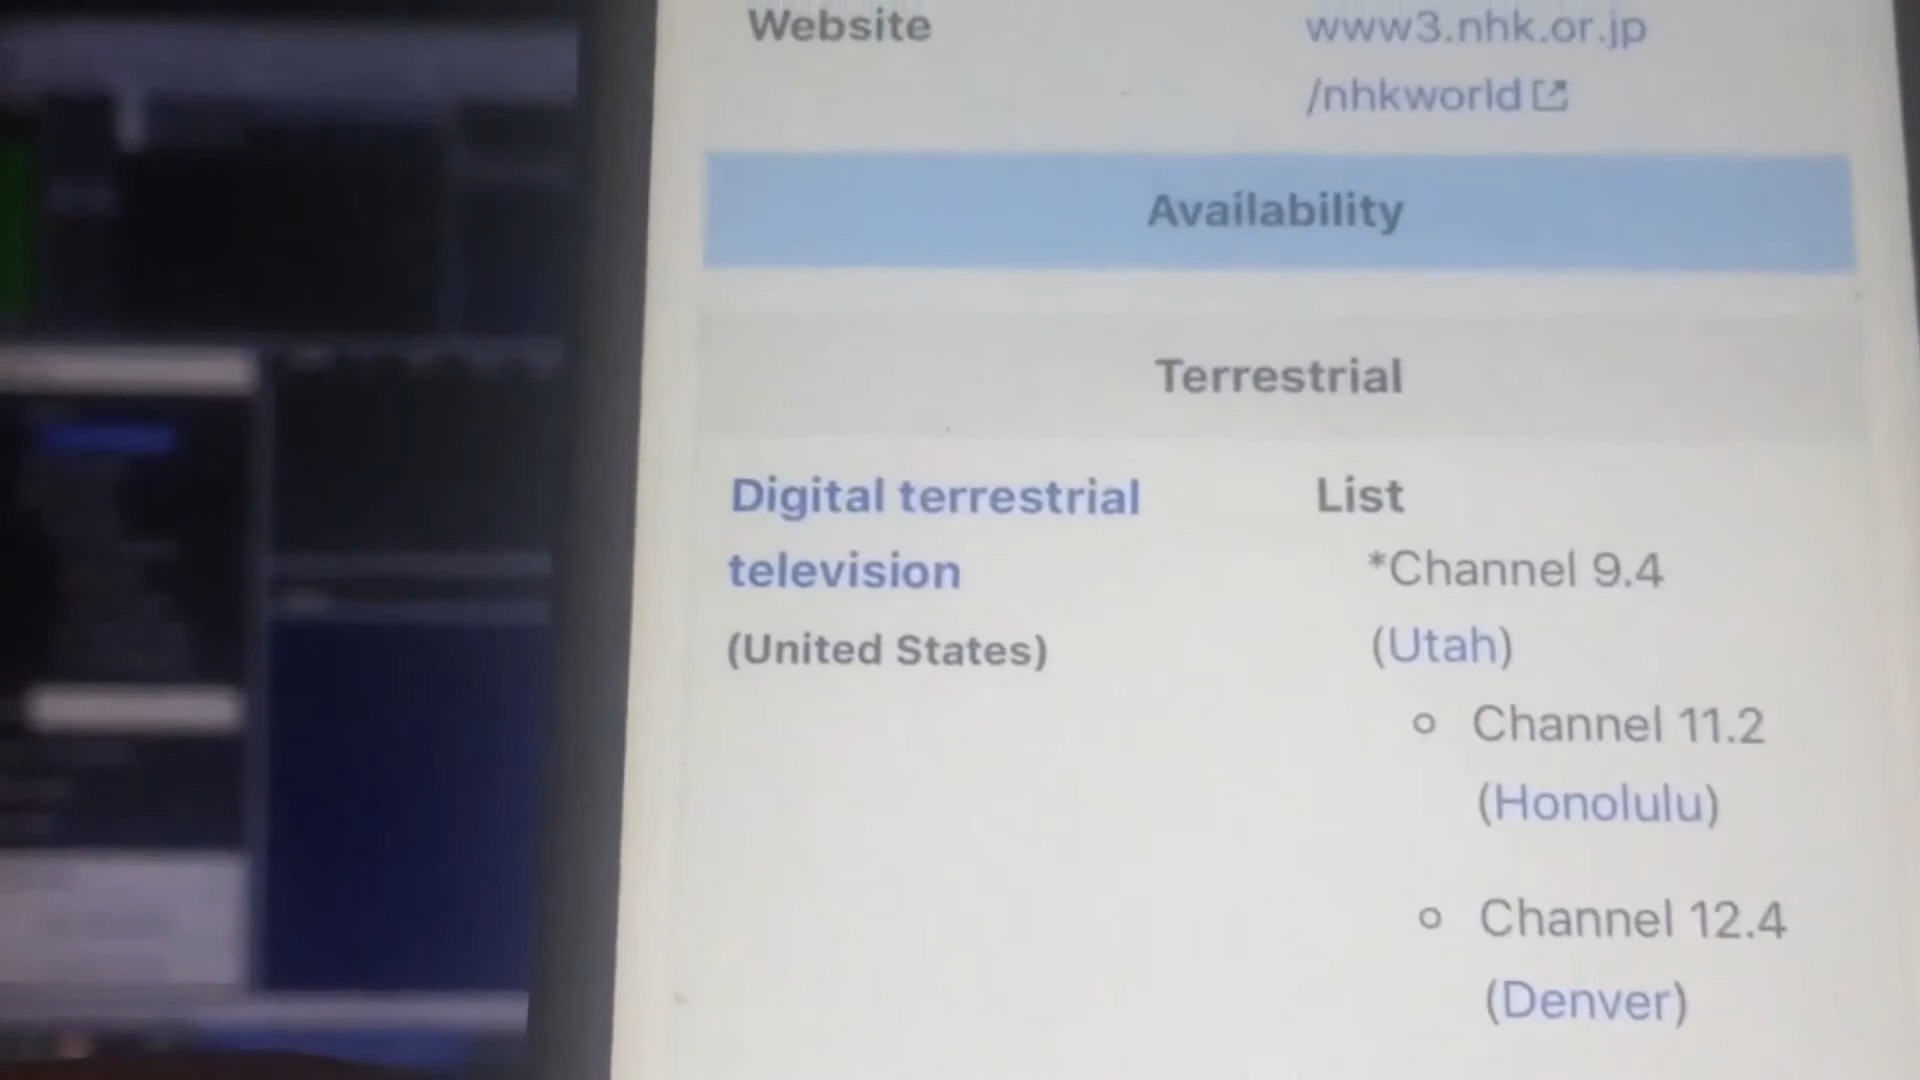 Website
www3.nhk.or.jp
/nhkworld
Availability
Terrestrial
Digital terrestrial
television
(United States)
List
*Channel 9.4
(Utah)
Channel 11.2
(Honolulu)
Channel 12.4
(Denver)